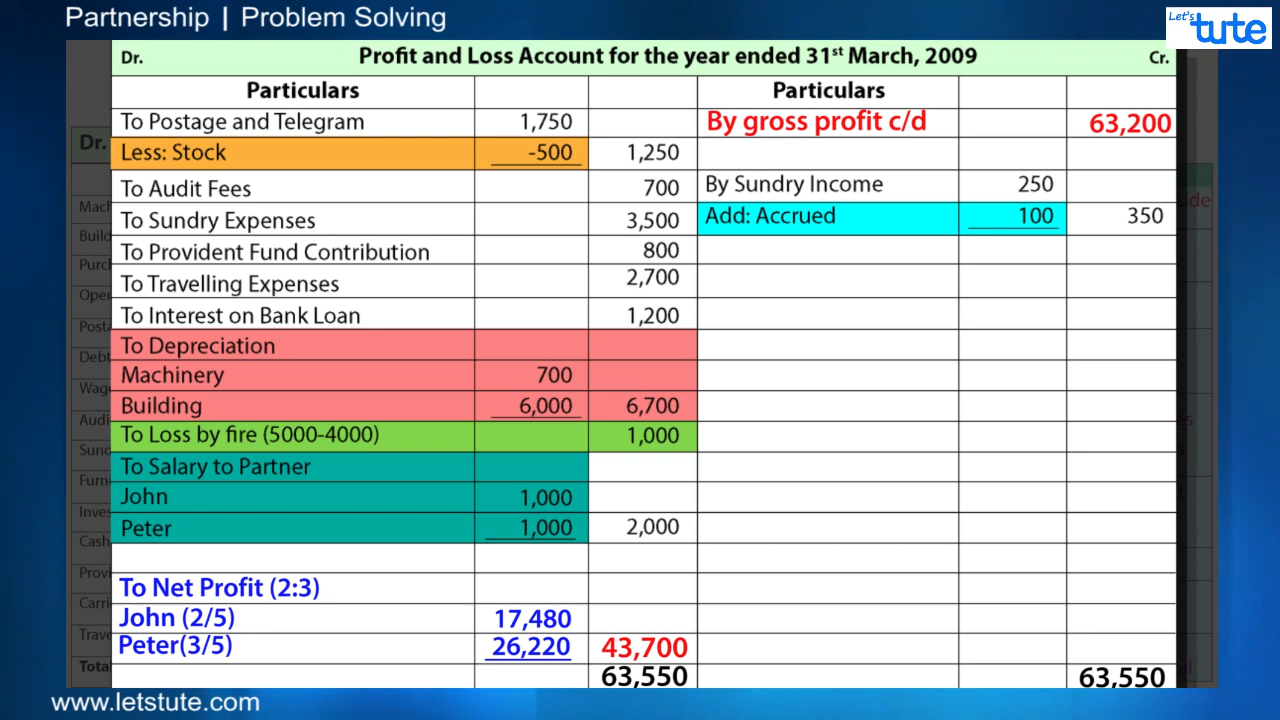 Partnership | Problem Solving
Let's tute
Dr. Profit and Loss Account for the year ended 31st March, 2009 Cr.
Particulars Particulars
To Postage and Telegram 1,750 By gross profit c/d 63,200
Less: Stock -500 1,250
To Audit Fees 700 By Sundry Income 250
To Sundry Expenses 3,500 Add: Accrued 100 350
To Provident Fund Contribution 800
To Travelling Expenses 2,700
To Interest on Bank Loan 1,200
To Depreciation
Machinery 700
Building 6,000 6,700
To Loss by fire (5000-4000) 1,000
To Salary to Partner
John 1,000
Peter 1,000 2,000
To Net Profit (2:3)
John (2/5) 17,480
Peter(3/5) 26,220 43,700
63,550 63,550
Dr.
Tota
www.letstute.com